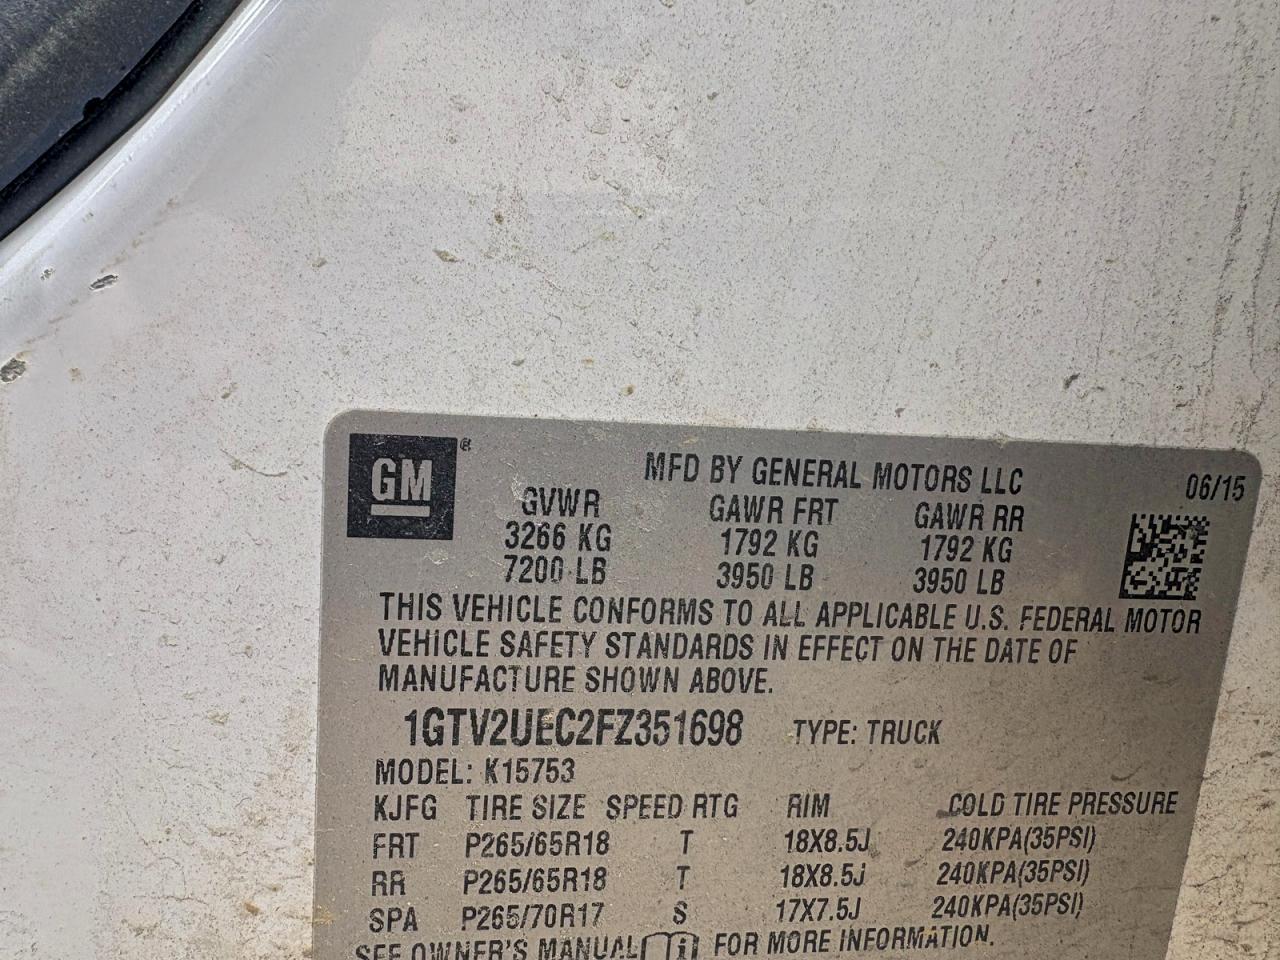 GM ®
MFD BY GENERAL MOTORS LLC 06/15
GVWR GAWR FRT GAWR RR
3266 KG 1792 KG 1792 KG
7200 LB 3950 LB 3950 LB
THIS VEHICLE CONFORMS TO ALL APPLICABLE U.S. FEDERAL MOTOR
VEHICLE SAFETY STANDARDS IN EFFECT ON THE DATE OF
MANUFACTURE SHOWN ABOVE.
1GTV2UEC2FZ351698 TYPE: TRUCK
MODEL: K15753
KJFG TIRE SIZE SPEED RTG RIM COLD TIRE PRESSURE
FRT P265/65R18 T 18X8.5J 240KPA(35PSI)
RR P265/65R18 T 18X8.5J 240KPA(35PSI)
SPA P265/70R17 S 17X7.5J 240KPA(35PSI)
SEE OWNER'S MANUAL i FOR MORE INFORMATION.